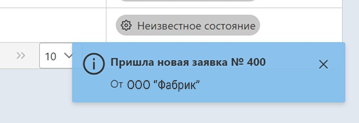 Неизвестное состояние
10
Пришла новая заявка № 400
От ООО "Фабрик"